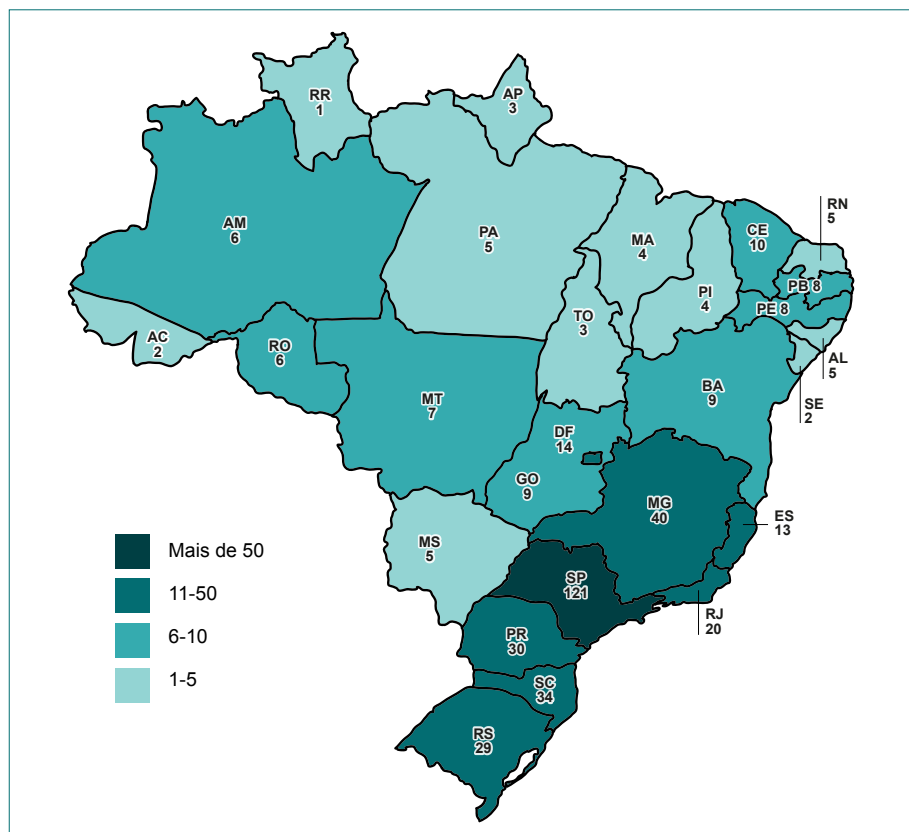 RR
1
AP
3
AM
6
PA
5
MA
4
CE
10
RN
5
PB 8
PI
4
PE 8
TO
3
AC
2
RO
6
AL
5
BA
9
SE
2
MT
7
DF
14
GO
9
MG
40
ES
13
MS
5
SP
121
RJ
20
PR
30
SC
34
RS
29
Mais de 50
11-50
6-10
1-5